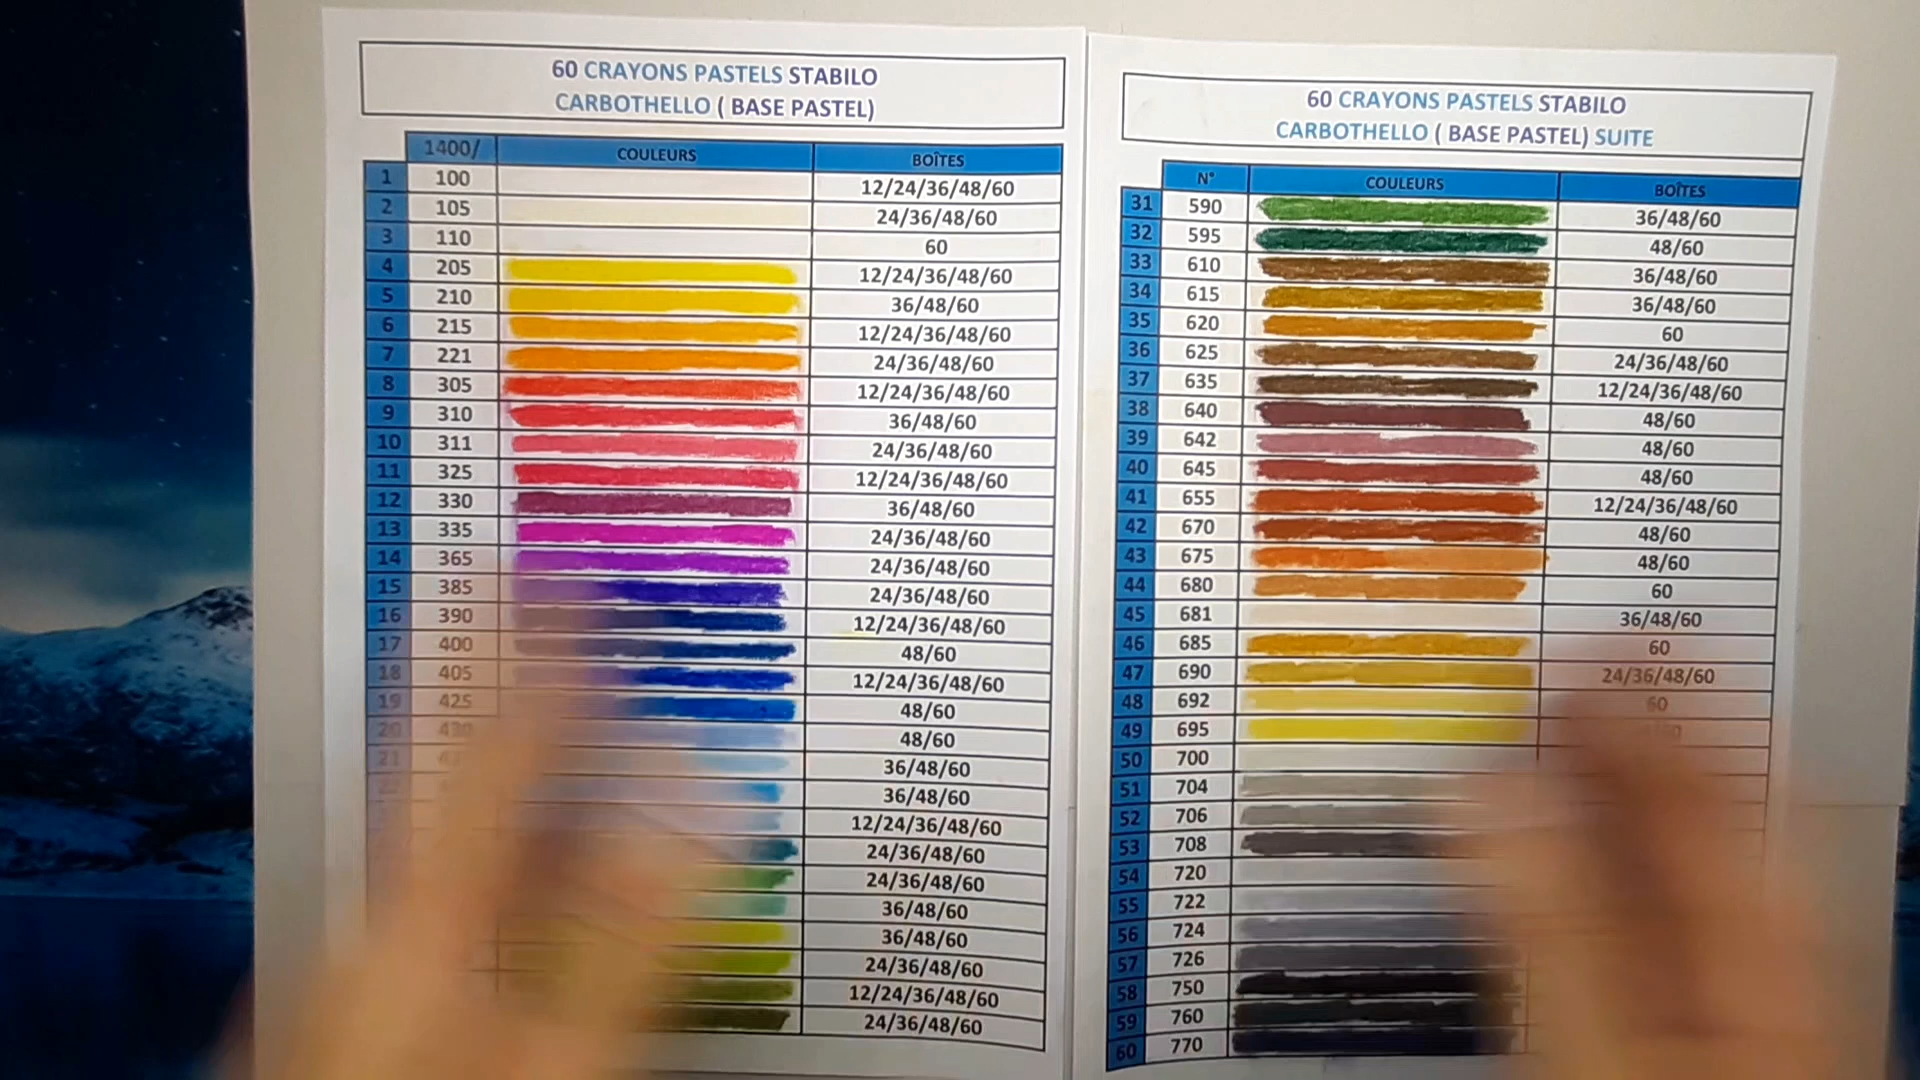 60 CRAYONS PASTELS STABILO
CARBOTHELLO ( BASE PASTEL)
1400/ COULEURS BOÎTES
1 100 12/24/36/48/60
2 105 24/36/48/60
3 110 60
4 205 12/24/36/48/60
5 210 36/48/60
6 215 12/24/36/48/60
7 221 24/36/48/60
8 305 12/24/36/48/60
9 310 36/48/60
10 311 24/36/48/60
11 325 12/24/36/48/60
12 330 36/48/60
13 335 24/36/48/60
14 365 24/36/48/60
15 385 24/36/48/60
16 390 12/24/36/48/60
17 400 48/60
18 405 12/24/36/48/60
19 425 48/60
20 430 48/60
21 36/48/60
36/48/60
12/24/36/48/60
24/36/48/60
24/36/48/60
36/48/60
36/48/60
24/36/48/60
12/24/36/48/60
24/36/48/60
60 CRAYONS PASTELS STABILO
CARBOTHELLO ( BASE PASTEL) SUITE
N° COULEURS BOÎTES
31 590 36/48/60
32 595 48/60
33 610 36/48/60
34 615 36/48/60
35 620 60
36 625 24/36/48/60
37 635 12/24/36/48/60
38 640 48/60
39 642 48/60
40 645 48/60
41 655 12/24/36/48/60
42 670 48/60
43 675 48/60
44 680 60
45 681 36/48/60
46 685 60
47 690 24/36/48/60
48 692 60
49 695
50 700
51 704
52 706
53 708
54 720
55 722
56 724
57 726
58 750
59 760
60 770